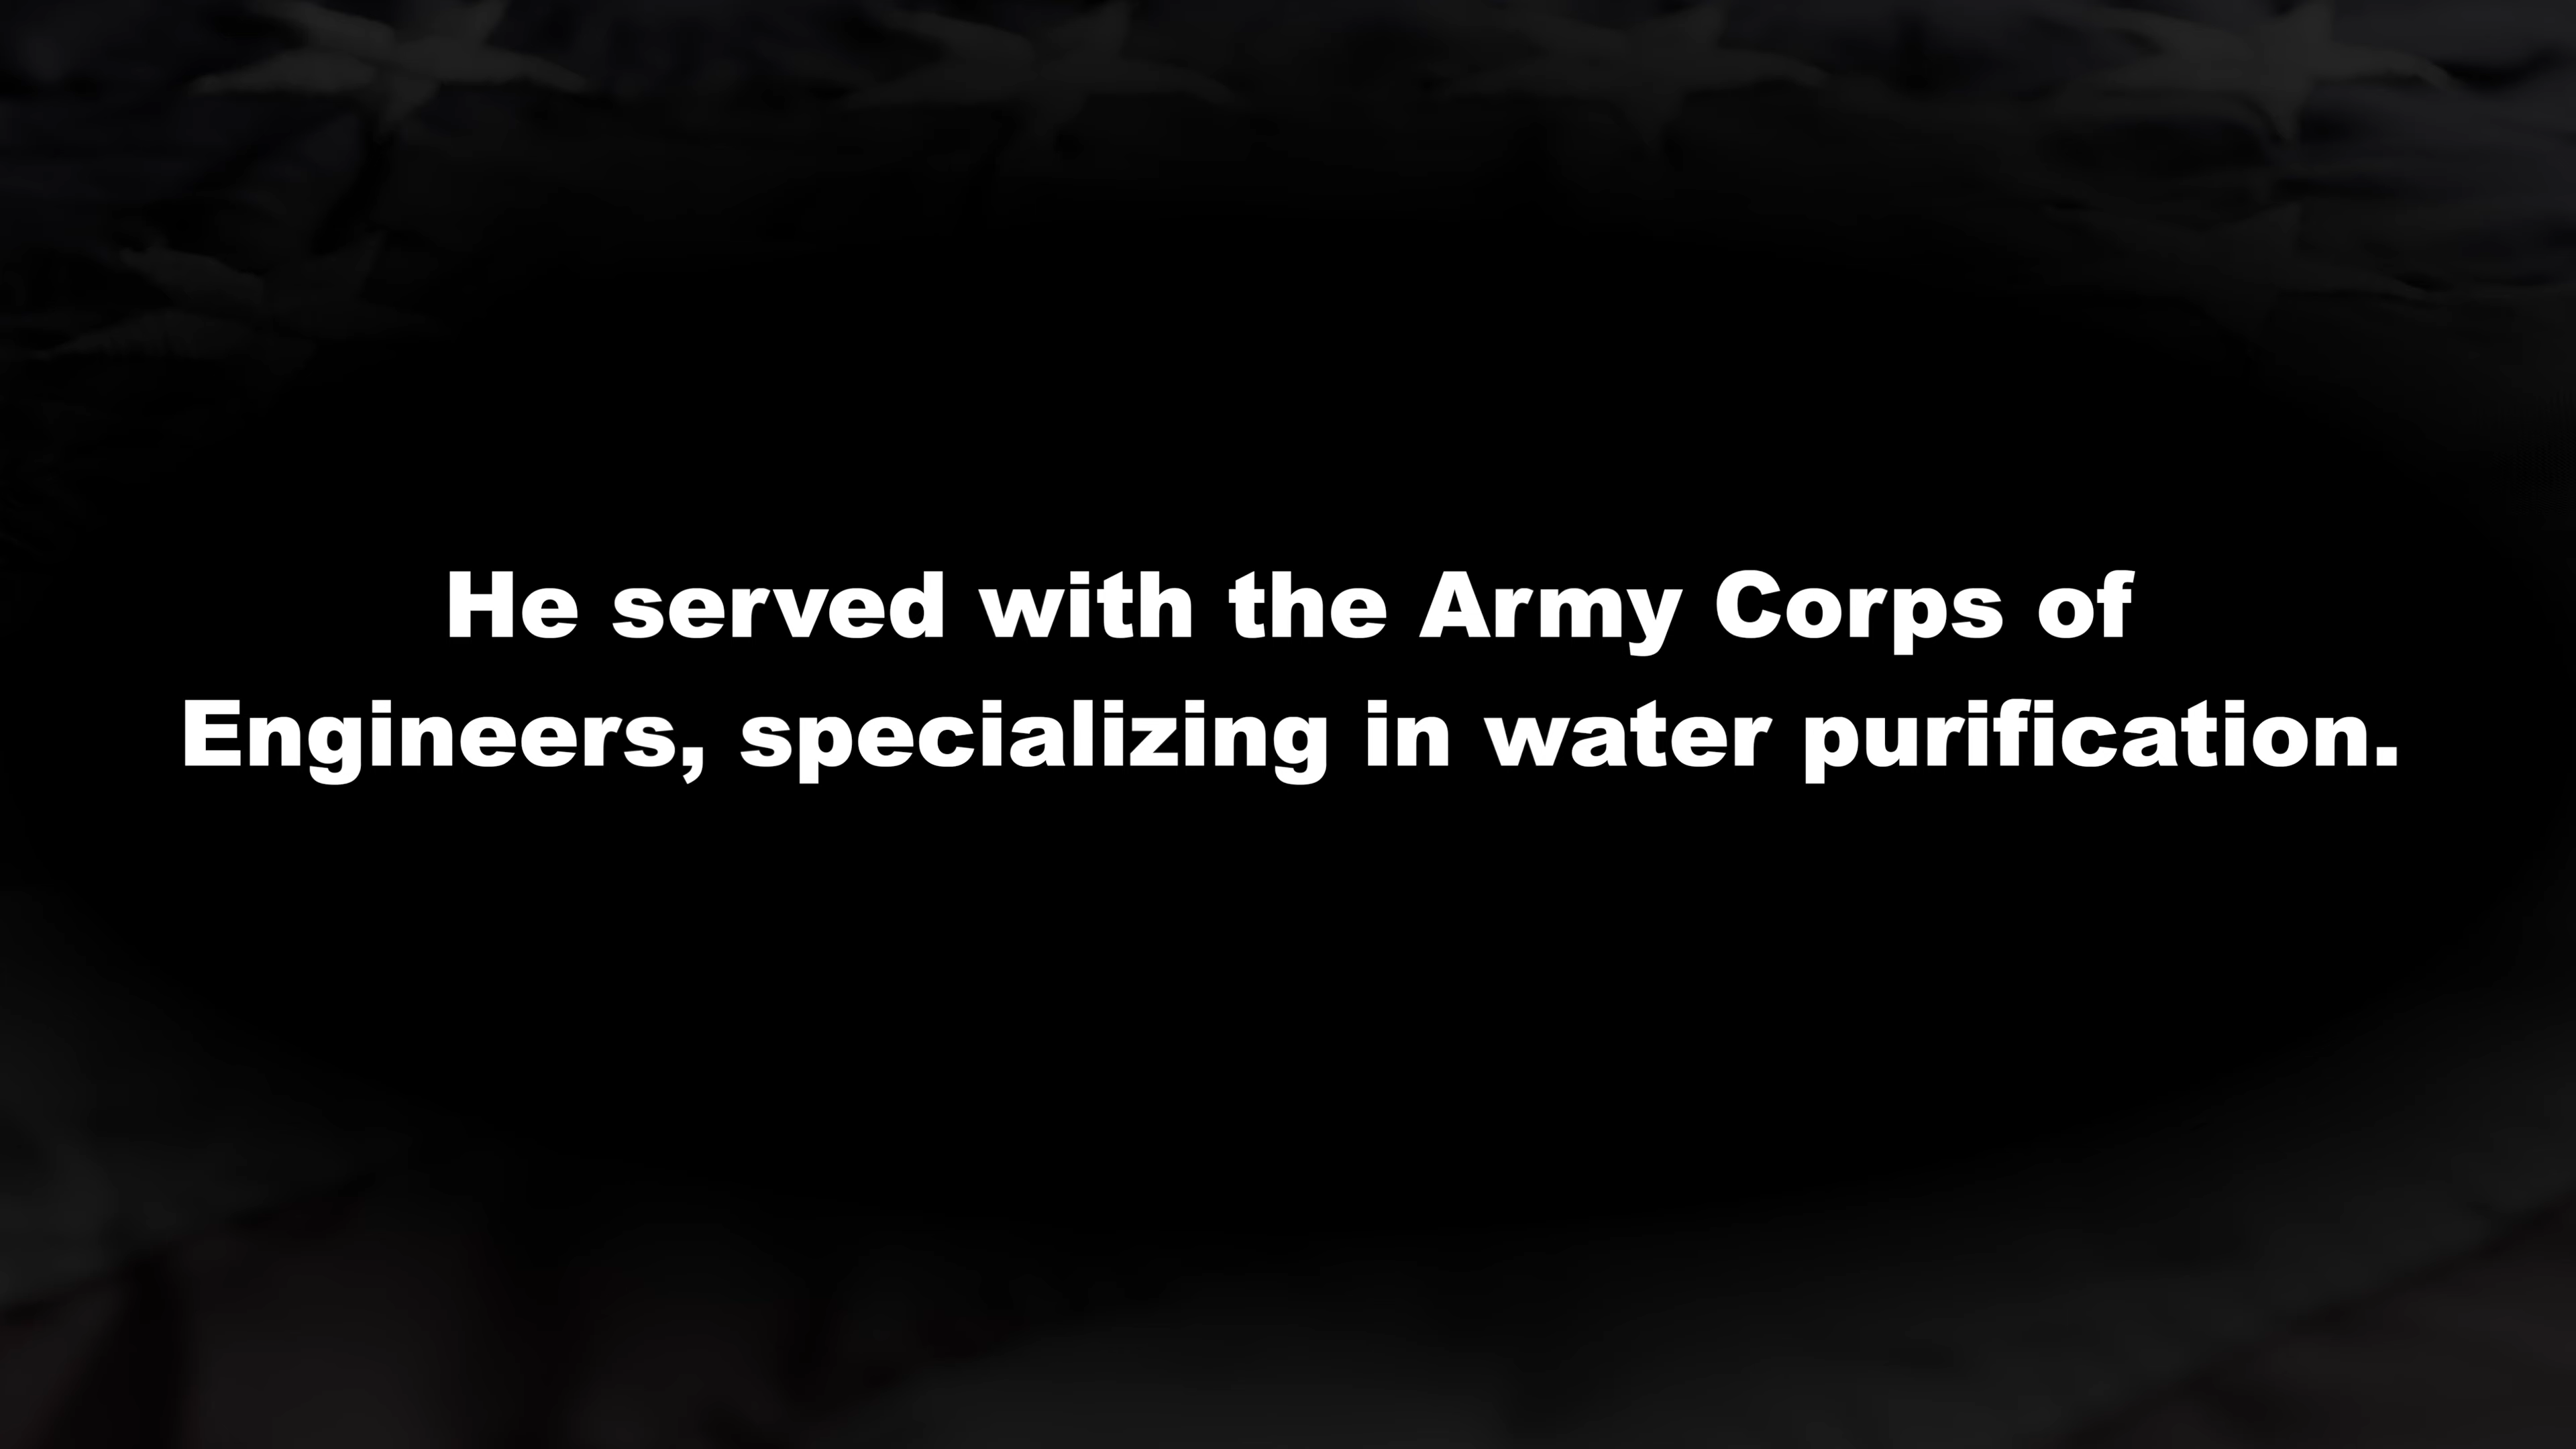 He served with the Army Corps of
Engineers, specializing in water purification.